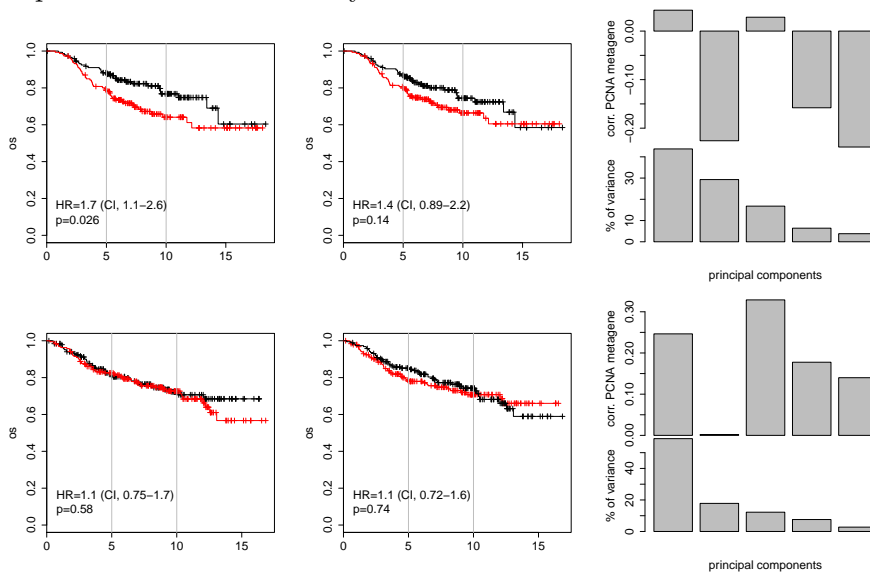 os
0.0 0.2 0.4 0.6 0.8 1.0
HR=1.7 (CI, 1.1−2.6)
p=0.026
0 5 10 15
os
0.0 0.2 0.4 0.6 0.8 1.0
HR=1.4 (CI, 0.89−2.2)
p=0.14
0 5 10 15
corr. PCNA metagene
−0.20 −0.10 0.00
% of variance
0 10 30
principal components
os
0.0 0.2 0.4 0.6 0.8 1.0
HR=1.1 (CI, 0.75−1.7)
p=0.58
0 5 10 15
os
0.0 0.2 0.4 0.6 0.8 1.0
HR=1.1 (CI, 0.72−1.6)
p=0.74
0 5 10 15
corr. PCNA metagene
0.00 0.10 0.20 0.30
% of variance
0 20 40
principal components